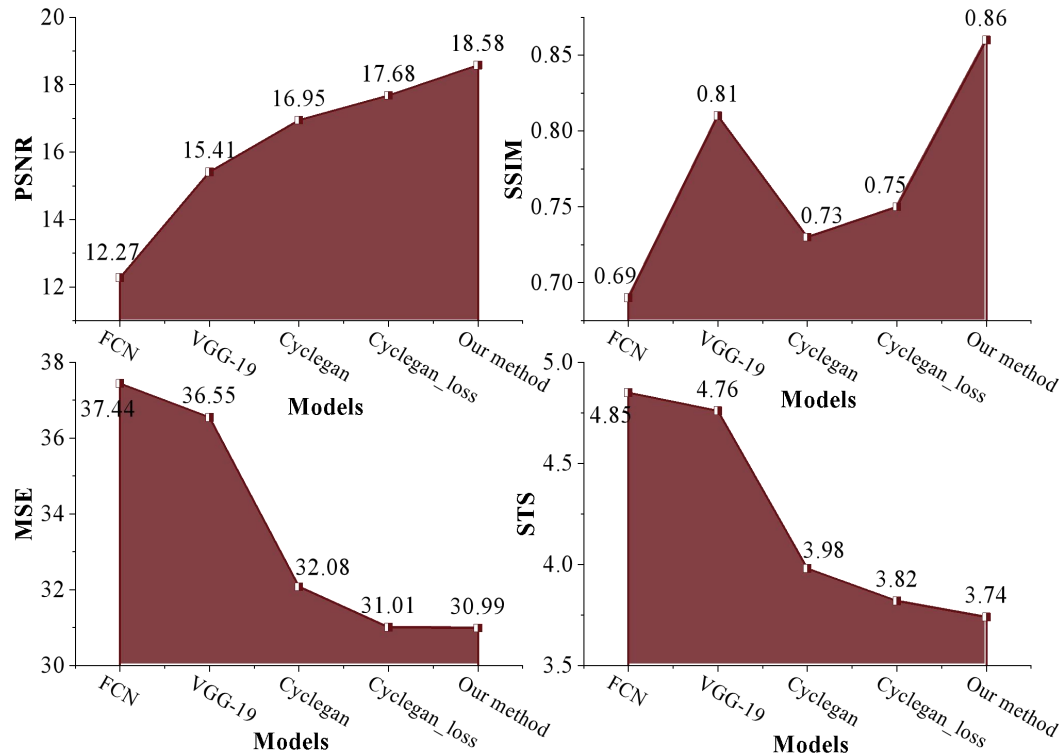 20
18
16
14
12
PSNR
12.27
15.41
16.95
17.68
18.58
FCN
VGG-19
Cyclegan
Cyclegan_loss
Our method
Models
0.85
0.80
0.75
0.70
SSIM
0.69
0.81
0.73
0.75
0.86
FCN
VGG-19
Cyclegan
Cyclegan_loss
Our method
Models
38
36
34
32
30
MSE
37.44
36.55
32.08
31.01
30.99
FCN
VGG-19
Cyclegan
Cyclegan_loss
Our method
Models
5.0
4.5
4.0
3.5
STS
4.85
4.76
3.98
3.82
3.74
FCN
VGG-19
Cyclegan
Cyclegan_loss
Our method
Models